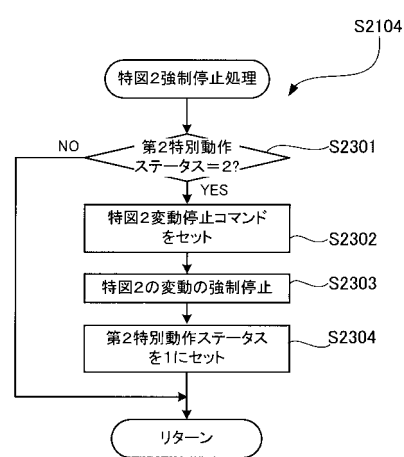 S2104
特図2強制停止処理
第2特別動作
ステータス=2?
S2301
NO
YES
特図2変動停止コマンド
をセット
S2302
特図2の変動の強制停止
S2303
第2特別動作ステータス
を1にセット
S2304
リターン